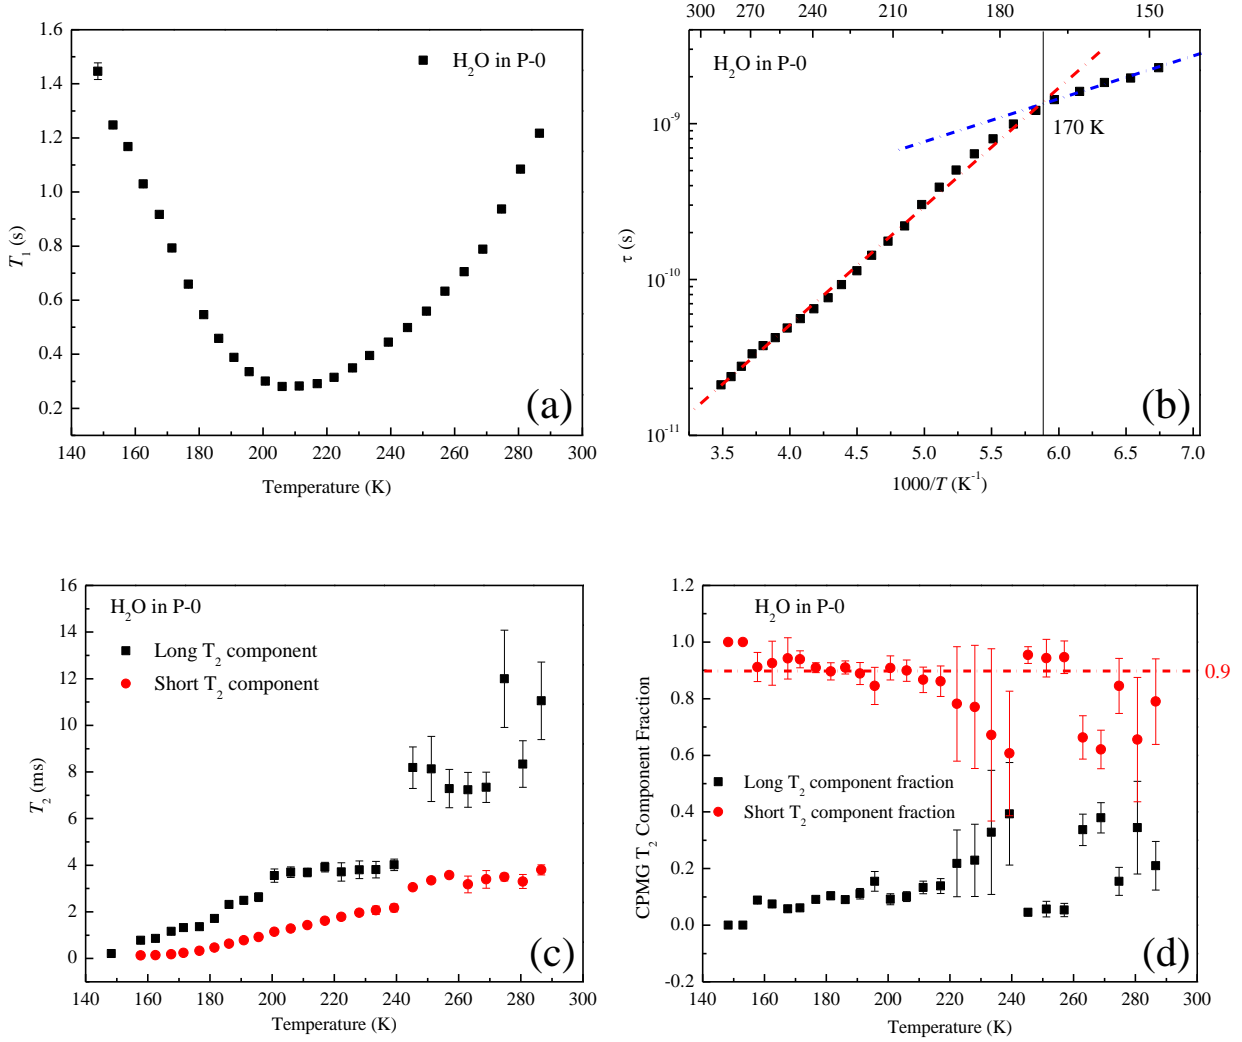 1.6
1.4
1.2
1.0
0.8
0.6
0.4
0.2
T1 (s)
H2O in P-0
(a)
140 160 180 200 220 240 260 280 300
Temperature (K)
300 270 240 210 180 150
H2O in P-0
10^-9
10^-10
10^-11
τ (s)
170 K
(b)
3.5 4.0 4.5 5.0 5.5 6.0 6.5 7.0
1000/T (K^-1)
16
14
12
10
8
6
4
2
0
T2 (ms)
H2O in P-0
Long T2 component
Short T2 component
(c)
140 160 180 200 220 240 260 280 300
Temperature (K)
1.2
1.0
0.8
0.6
0.4
0.2
0.0
-0.2
CPMG T2 Component Fraction
H2O in P-0
0.9
Long T2 component fraction
Short T2 component fraction
(d)
140 160 180 200 220 240 260 280 300
Temperature (K)